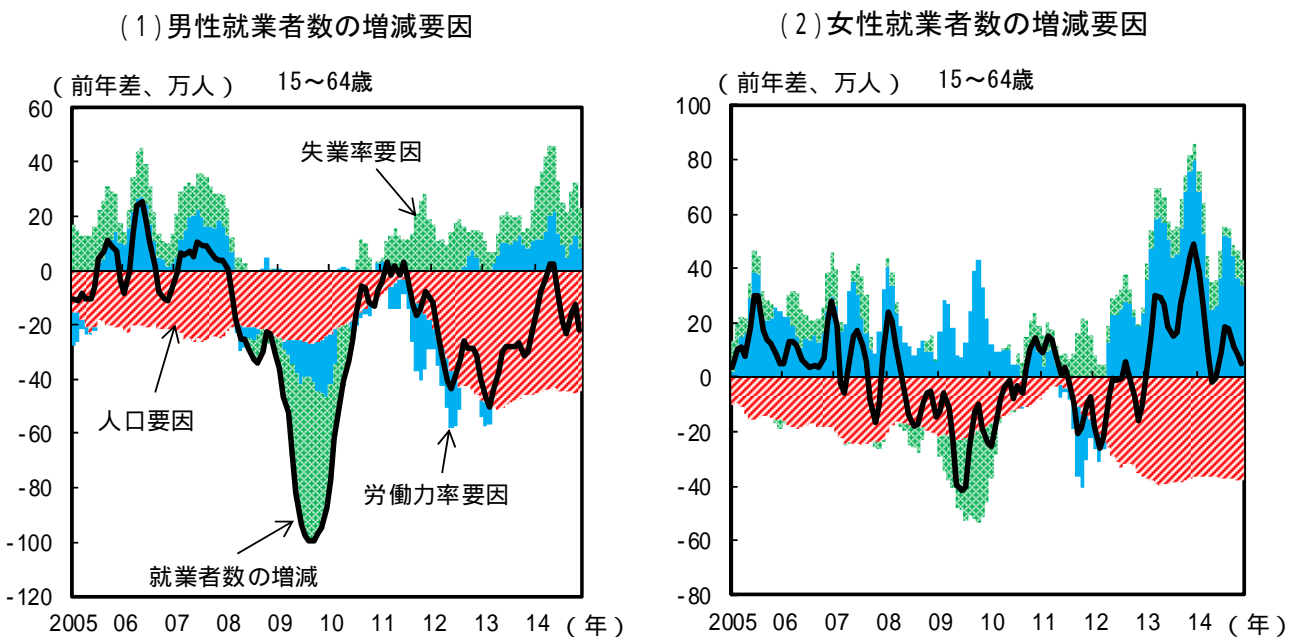 (1)男性就業者数の増減要因
(前年差、万人) 15～64歳
60
40
20
0
-20
-40
-60
-80
-100
-120
失業率要因
人口要因
労働力率要因
就業者数の増減
2005 06 07 08 09 10 11 12 13 14 (年)
(2)女性就業者数の増減要因
(前年差、万人) 15～64歳
100
80
60
40
20
0
-20
-40
-60
-80
2005 06 07 08 09 10 11 12 13 14 (年)